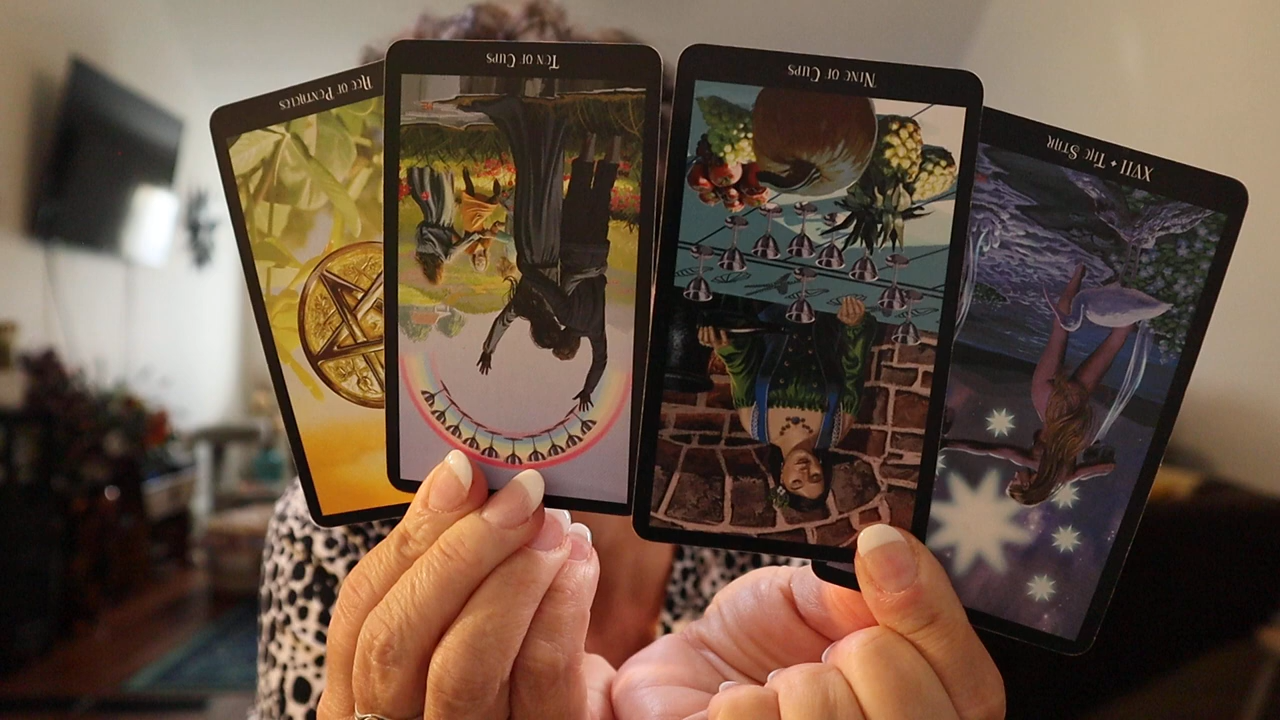 Ace of Pentacles
Ten of Cups
Nine of Cups
XVII • The Star